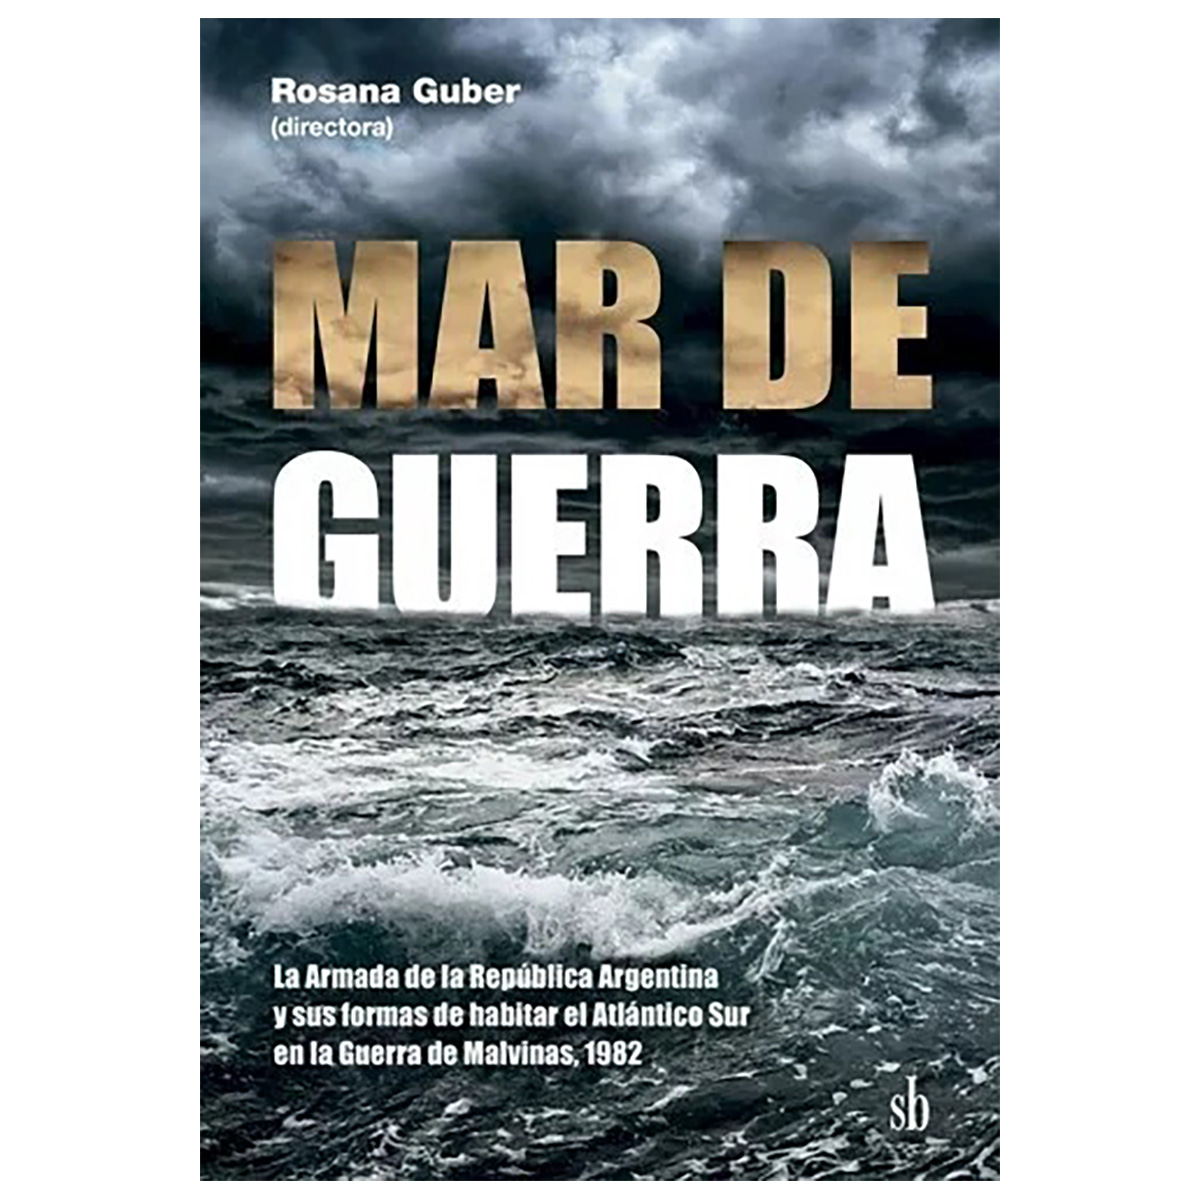 Rosana Guber
(directora)
MAR DE
GUERRA
La Armada de la República Argentina
y sus formas de habitar el Atlántico Sur
en la Guerra de Malvinas, 1982
sb